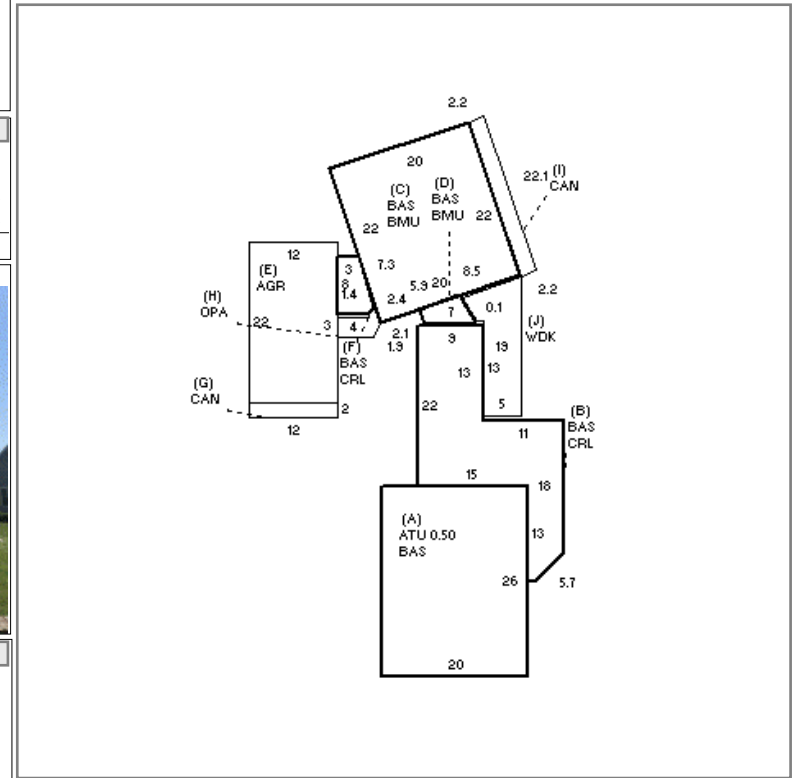 2.2
20
22.1 (I)
CAN
(C)
BAS
BMU
(D)
BAS
BMU
22
22
12
(E)
AGR
3
8
1.4
7.3
5.9
20
8.5
2.4
2.2
(H)
OPA
22
3
4
7
2.1
1.9
7
0.1
(J)
WDK
9
19
(F)
BAS
CRL
13
13
(G)
CAN
2
12
22
5
(B)
BAS
CRL
11
15
18
(A)
ATU 0.50
BAS
13
26
5.7
20